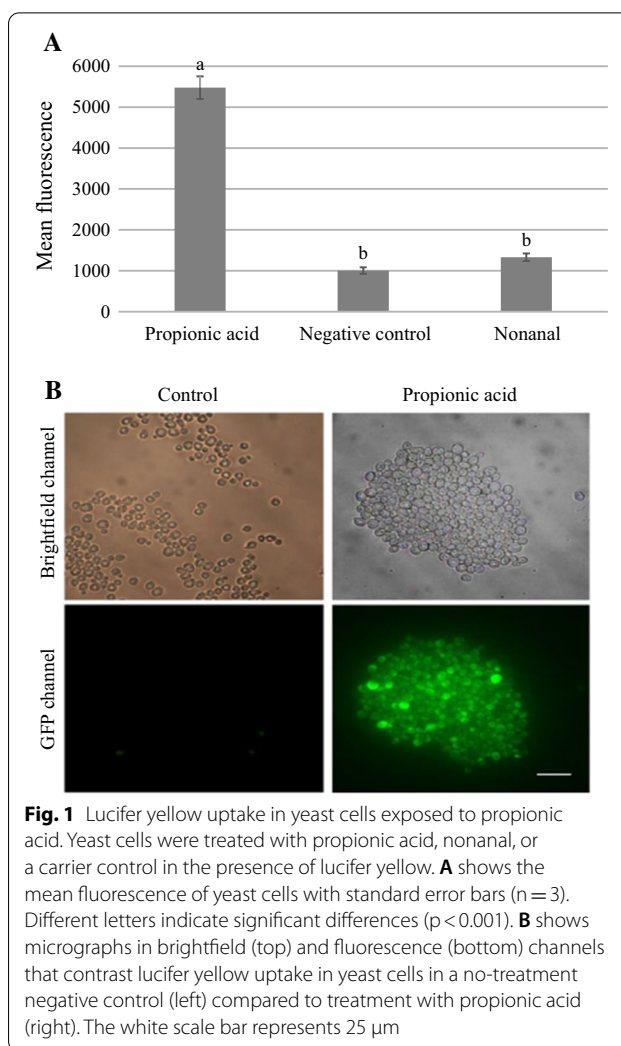 A
6000
a
5000
4000
3000
2000
b
b
1000
0
Mean fluorescence
Propionic acid Negative control Nonanal
B
Control Propionic acid
Brightfield channel
GFP channel
Fig. 1 Lucifer yellow uptake in yeast cells exposed to propionic
acid. Yeast cells were treated with propionic acid, nonanal, or
a carrier control in the presence of lucifer yellow. A shows the
mean fluorescence of yeast cells with standard error bars (n = 3).
Different letters indicate significant differences (p < 0.001). B shows
micrographs in brightfield (top) and fluorescence (bottom) channels
that contrast lucifer yellow uptake in yeast cells in a no-treatment
negative control (left) compared to treatment with propionic acid
(right). The white scale bar represents 25 μm